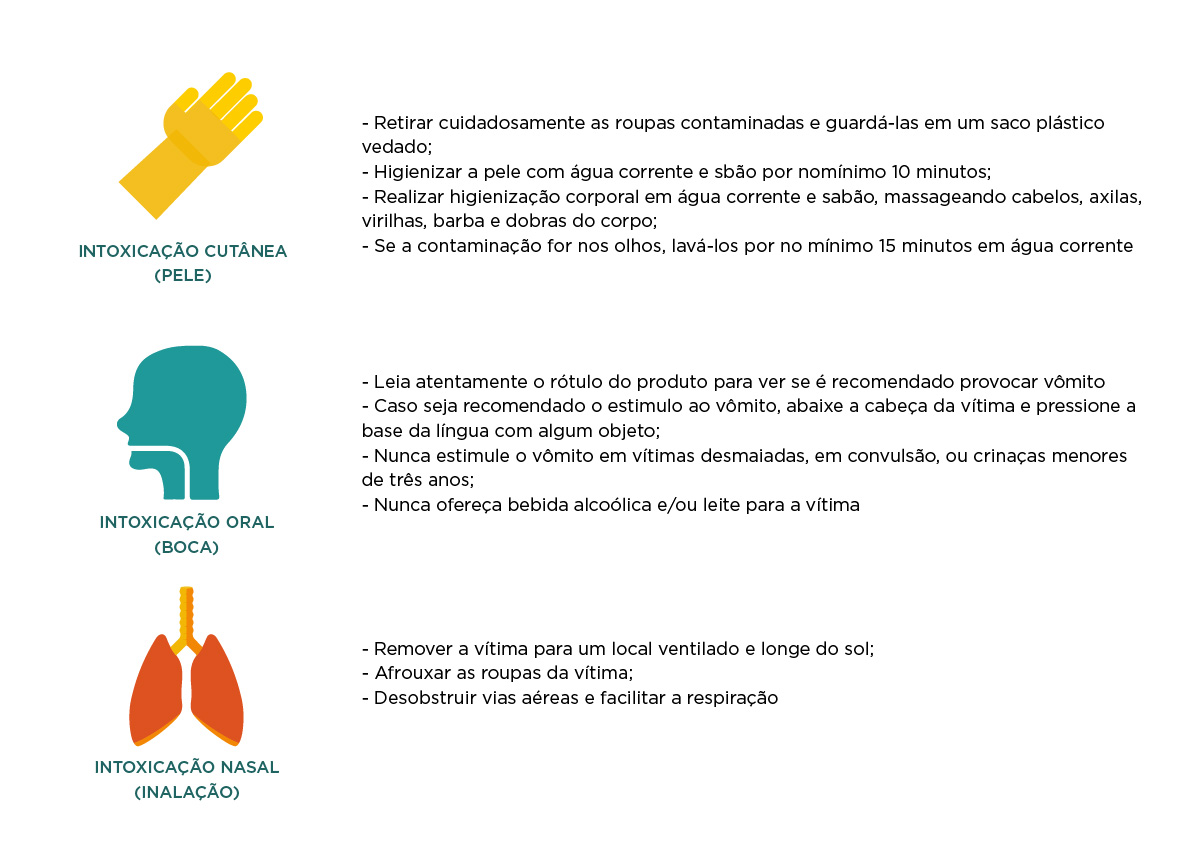 - Retirar cuidadosamente as roupas contaminadas e guardá-las em um saco plástico
vedado;
- Higienizar a pele com água corrente e sbão por nomínimo 10 minutos;
- Realizar higienização corporal em água corrente e sabão, massageando cabelos, axilas,
virilhas, barba e dobras do corpo;
- Se a contaminação for nos olhos, lavá-los por no mínimo 15 minutos em água corrente
INTOXICAÇÃO CUTÂNEA
(PELE)
- Leia atentamente o rótulo do produto para ver se é recomendado provocar vômito
- Caso seja recomendado o estimulo ao vômito, abaixe a cabeça da vítima e pressione a
base da língua com algum objeto;
- Nunca estimule o vômito em vítimas desmaiadas, em convulsão, ou crinaças menores
de três anos;
- Nunca ofereça bebida alcoólica e/ou leite para a vítima
INTOXICAÇÃO ORAL
(BOCA)
- Remover a vítima para um local ventilado e longe do sol;
- Afrouxar as roupas da vítima;
- Desobstruir vias aéreas e facilitar a respiração
INTOXICAÇÃO NASAL
(INALAÇÃO)